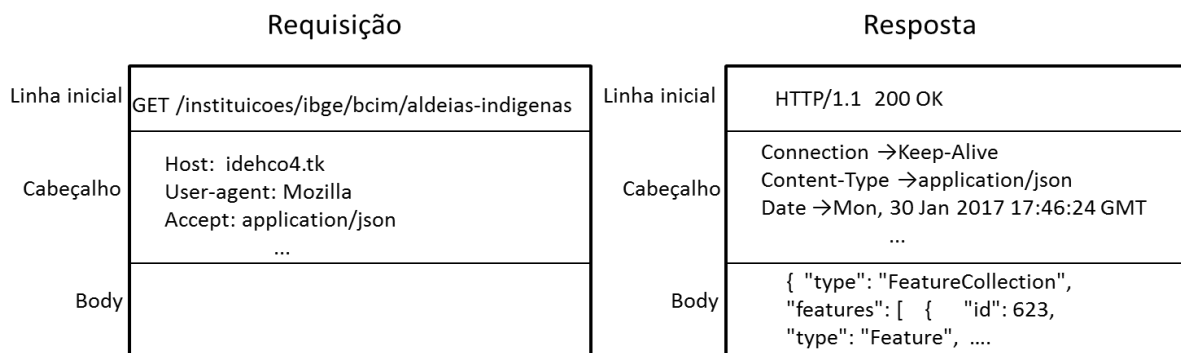 Requisição
Linha inicial
GET /instituicoes/ibge/bcim/aldeias-indigenas
Cabeçalho
Host: idehco4.tk
User-agent: Mozilla
Accept: application/json
...
Body
Resposta
Linha inicial
HTTP/1.1 200 OK
Cabeçalho
Connection →Keep-Alive
Content-Type →application/json
Date →Mon, 30 Jan 2017 17:46:24 GMT
...
Body
{ "type": "FeatureCollection",
"features": [ { "id": 623,
"type": "Feature", ....